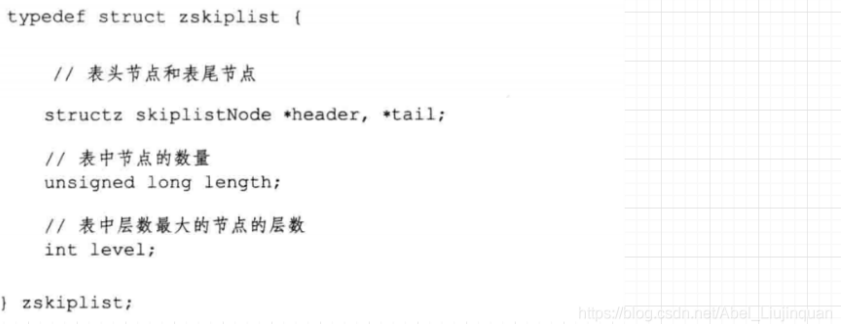 typedef struct zskiplist {
// 表头节点和表尾节点
structz skiplistNode *header, *tail;
// 表中节点的数量
unsigned long length;
// 表中层数最大的节点的层数
int level;
} zskiplist;
https://blog.csdn.net/Abel_Liujinquan